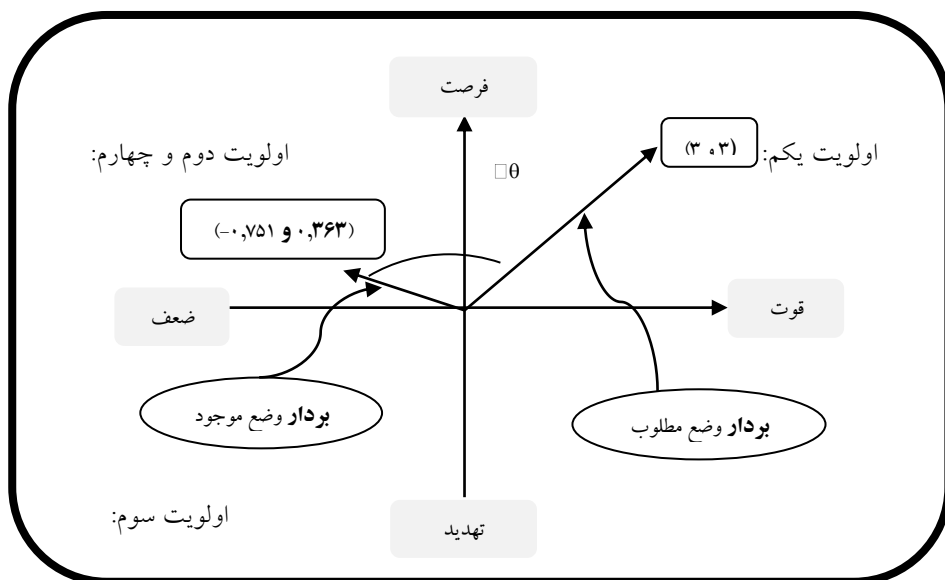 فرصت
اولویت یکم:
(۳ ،۳)
اولویت دوم و چهارم:
θ□
(۰,۳۶۳ و ۰,۷۵۱−)
قوت
ضعف
بردار وضع موجود
بردار وضع مطلوب
اولویت سوم:
تهدید